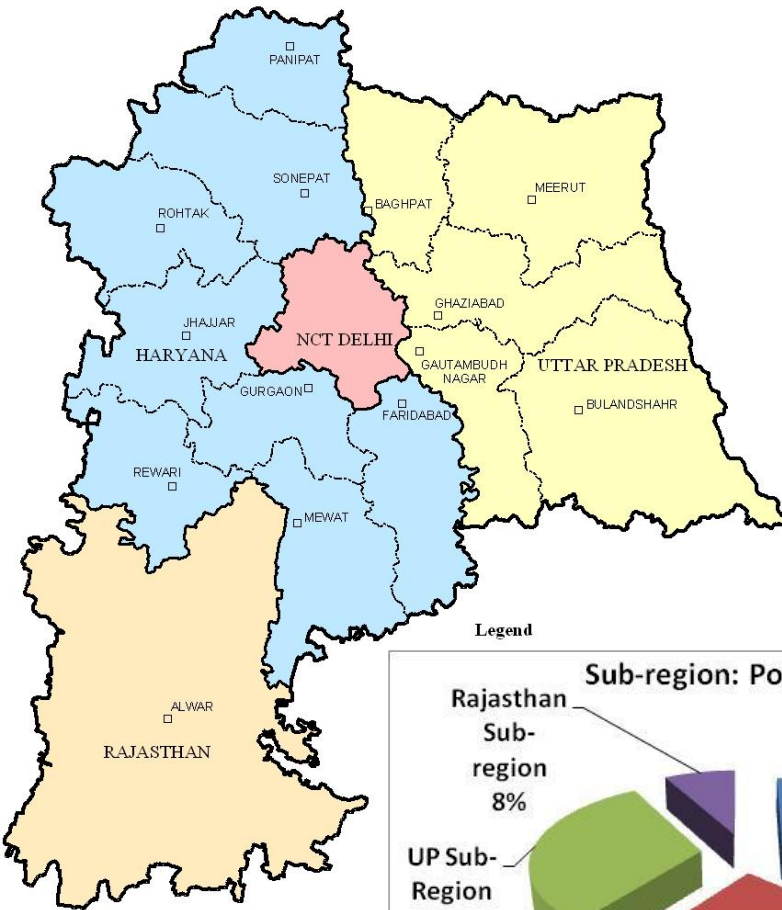 PANIPAT
SONEPAT
MEERUT
BAGHPAT
ROHTAK
GHAZIABAD
JHAJJAR
NCT DELHI
HARYANA
GAUTAMBUDH
NAGAR
UTTAR PRADESH
GURGAON
FARIDABAD
BULANDSHAHR
REWARI
MEWAT
Legend
Sub-region: Po
Rajasthan
Sub-
region
8%
ALWAR
RAJASTHAN
UP Sub-
Region